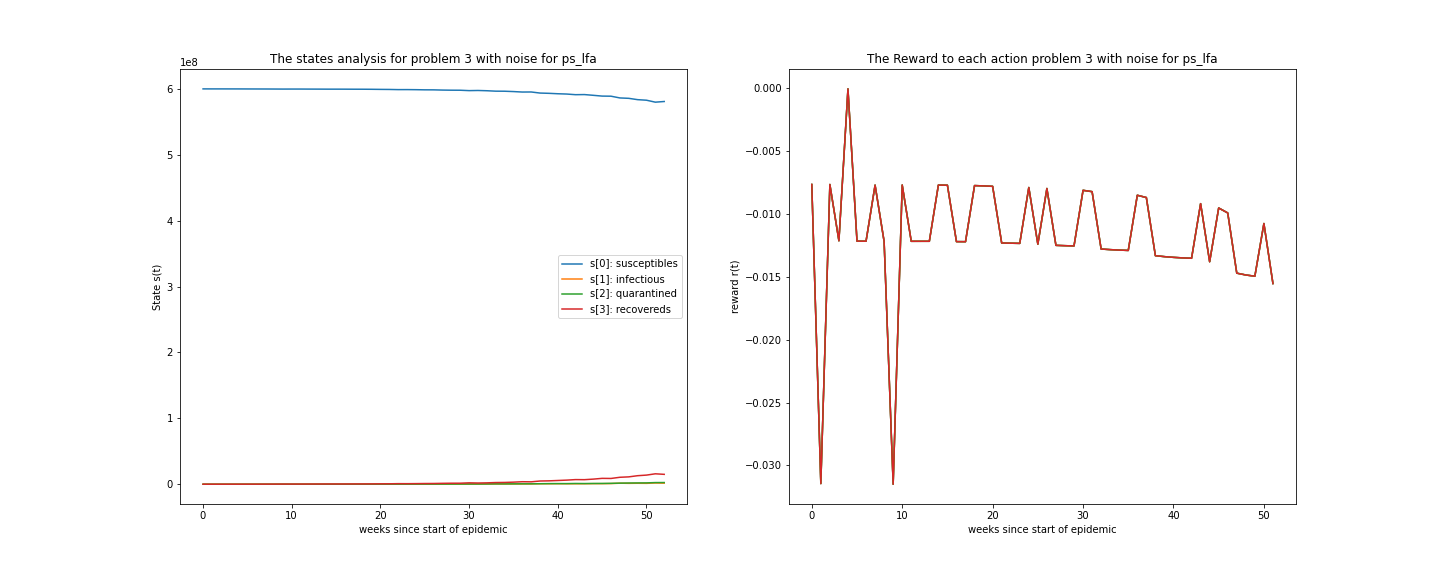 The states analysis for problem 3 with noise for ps_lfa
1e8
6
5
4
3
2
1
0
State s(t)
s[0]: susceptibles
s[1]: infectious
s[2]: quarantined
s[3]: recovereds
0 10 20 30 40 50
weeks since start of epidemic
The Reward to each action problem 3 with noise for ps_lfa
0.000
−0.005
−0.010
−0.015
−0.020
−0.025
−0.030
reward r(t)
0 10 20 30 40 50
weeks since start of epidemic